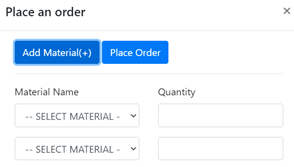 Place an order ×
Add Material(+) Place Order
Material Name Quantity
-- SELECT MATERIAL -
-- SELECT MATERIAL -